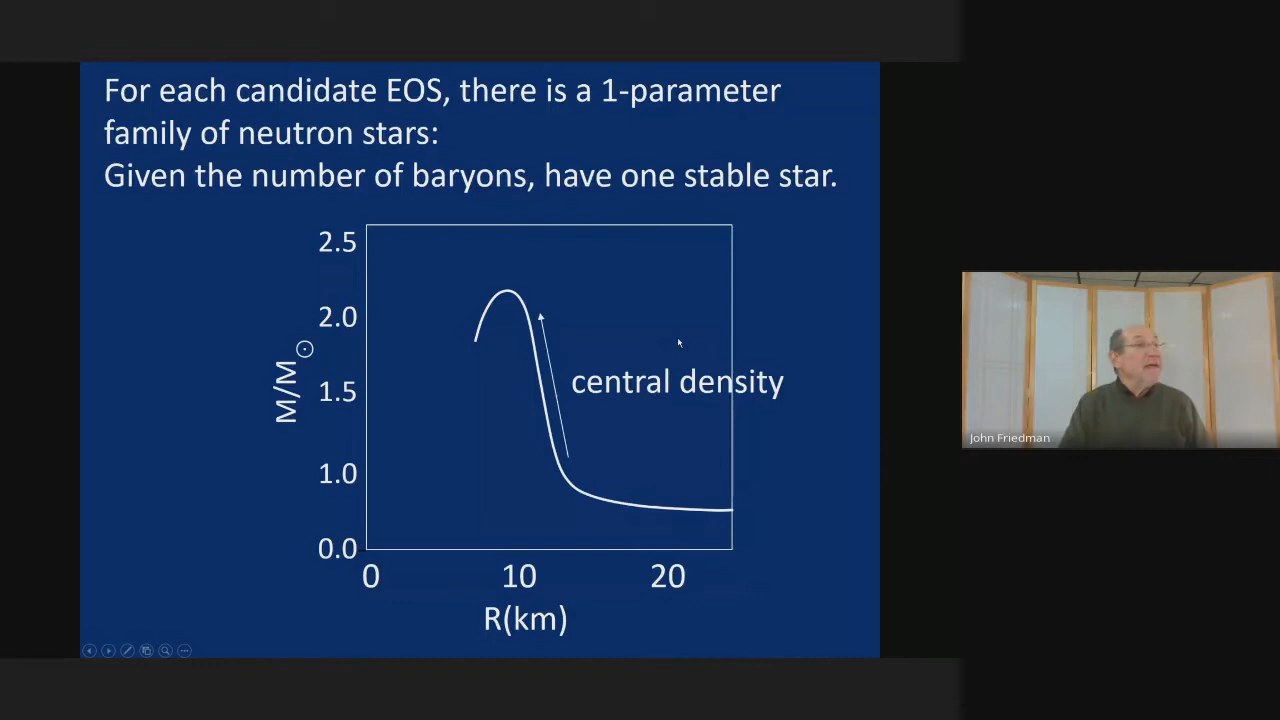 For each candidate EOS, there is a 1-parameter
family of neutron stars:
Given the number of baryons, have one stable star.
2.5
2.0
1.5
1.0
0.0
M/M☉
central density
0 10 20
R(km)
John Friedman